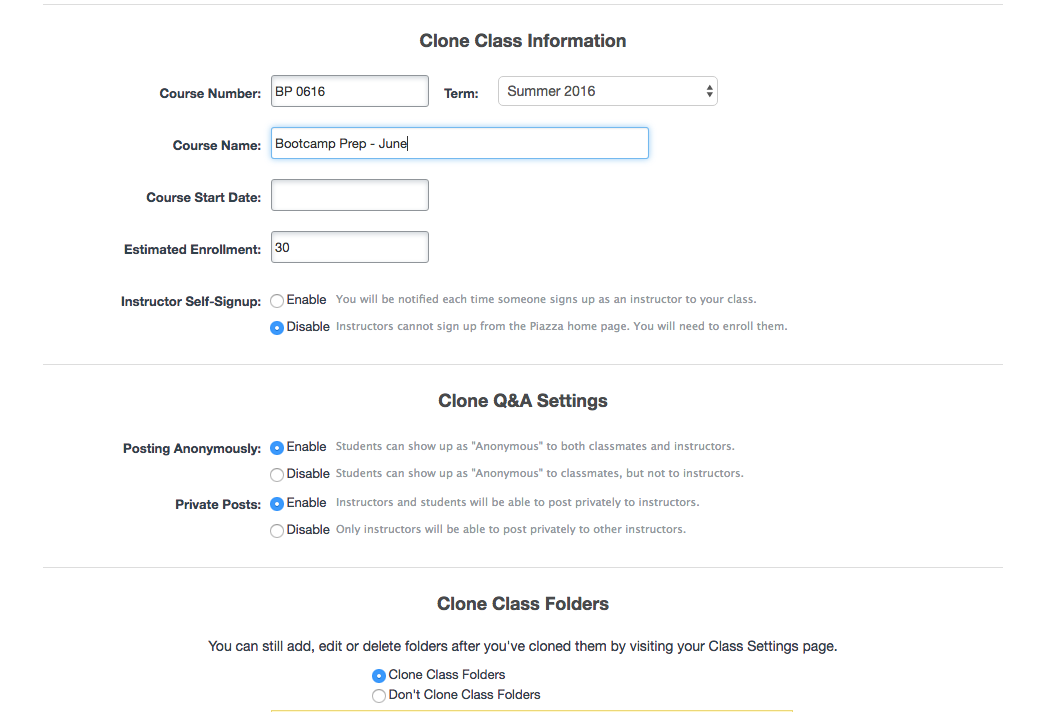 Clone Class Information
Course Number: BP 0616 Term: Summer 2016
Course Name: Bootcamp Prep - June
Course Start Date:
Estimated Enrollment: 30
Instructor Self-Signup: Enable You will be notified each time someone signs up as an instructor to your class.
Disable Instructors cannot sign up from the Piazza home page. You will need to enroll them.
Clone Q&A Settings
Posting Anonymously: Enable Students can show up as "Anonymous" to both classmates and instructors.
Disable Students can show up as "Anonymous" to classmates, but not to instructors.
Private Posts: Enable Instructors and students will be able to post privately to instructors.
Disable Only instructors will be able to post privately to other instructors.
Clone Class Folders
You can still add, edit or delete folders after you've cloned them by visiting your Class Settings page.
Clone Class Folders
Don't Clone Class Folders